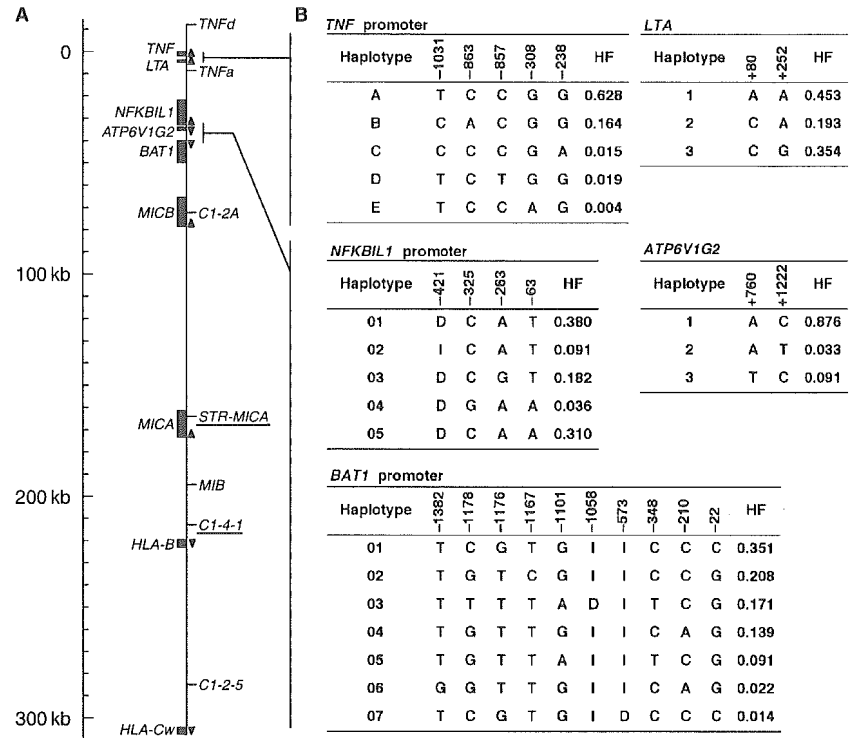 A
0
100 kb
200 kb
300 kb
TNFd
TNF
LTA
TNFa
NFKBIL1
ATP6V1G2
BAT1
MICB
C1-2A
MICA
STR-MICA
MIB
C1-4-1
HLA-B
C1-2-5
HLA-Cw
B
TNF promoter
Haplotype −1031 −863 −857 −308 −238 HF
A T C C G G 0.628
B C A C G G 0.164
C C C C G A 0.015
D T C T G G 0.019
E T C C A G 0.004
LTA
Haplotype +80 +252 HF
1 A A 0.453
2 C A 0.193
3 C G 0.354
NFKBIL1 promoter
Haplotype −421 −325 −263 −63 HF
01 D C A T 0.380
02 I C A T 0.091
03 D C G T 0.182
04 D G A A 0.036
05 D C A A 0.310
ATP6V1G2
Haplotype +760 +1222 HF
1 A C 0.876
2 A T 0.033
3 T C 0.091
BAT1 promoter
Haplotype −1382 −1178 −1176 −1167 −1101 −1058 −573 −348 −210 −22 HF
01 T C G T G I I C C C 0.351
02 T G T C G I I C C G 0.208
03 T T T T A D I T C G 0.171
04 T G T T G I I C A G 0.139
05 T G T T A I I T C G 0.091
06 G G T T G I I C A G 0.022
07 T C G T G I D C C C 0.014